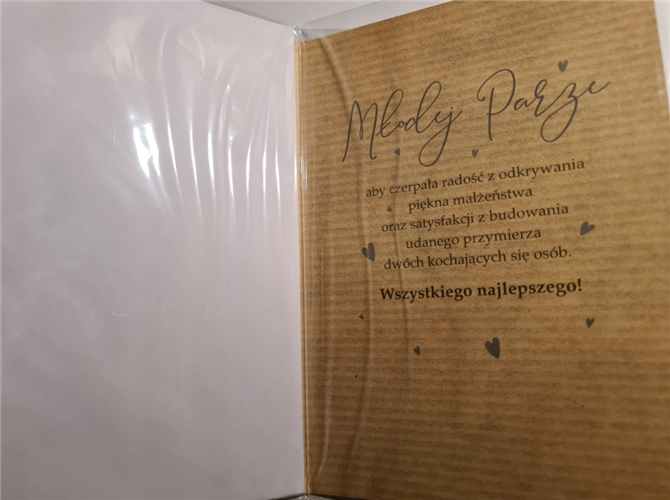 Młodej Parze
aby czerpała radość z odkrywania
piękna małżeństwa
oraz satysfakcji z budowania
udanego przymierza
dwóch kochających się osób.
Wszystkiego najlepszego!